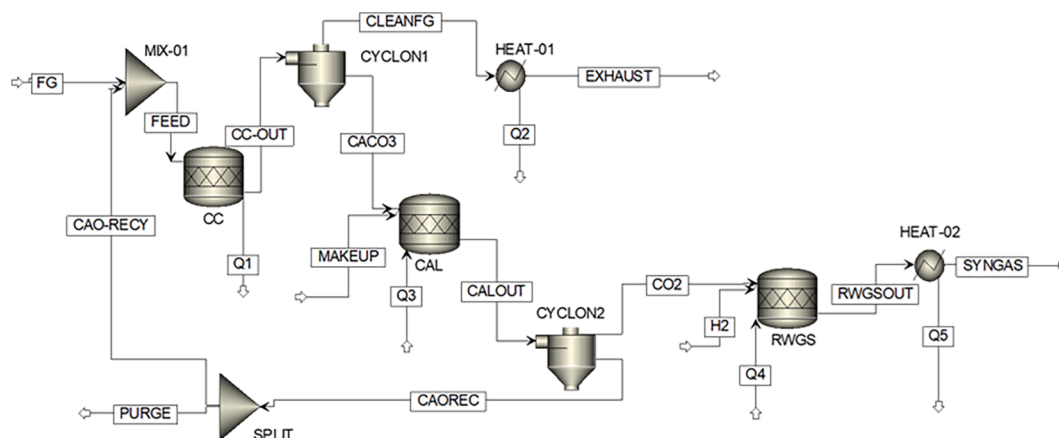 CLEANFG
MIX-01
CYCLON1
HEAT-01
FG
EXHAUST
FEED
CC-OUT
Q2
CACO3
CC
CAO-RECY
HEAT-02
MAKEUP
CAL
Q1
SYNGAS
CO2
RWGSOUT
Q3
CALOUT
CYCLON2
H2
RWGS
Q5
Q4
CAOREC
PURGE
SPLIT